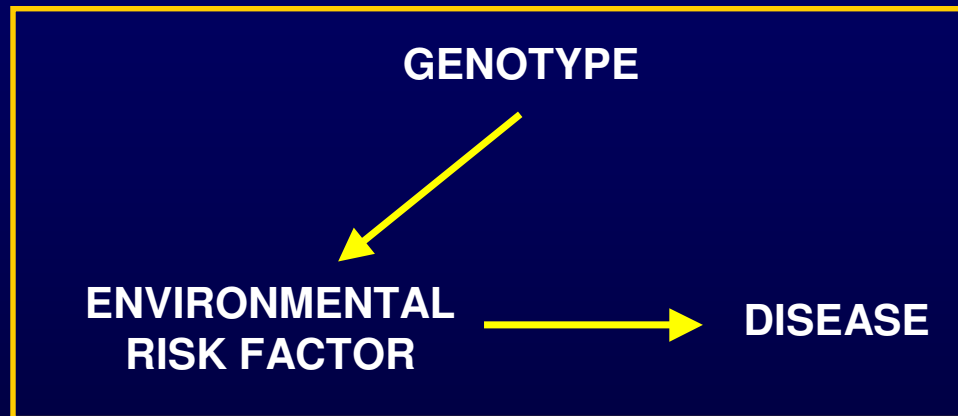 GENOTYPE
ENVIRONMENTAL
RISK FACTOR
DISEASE